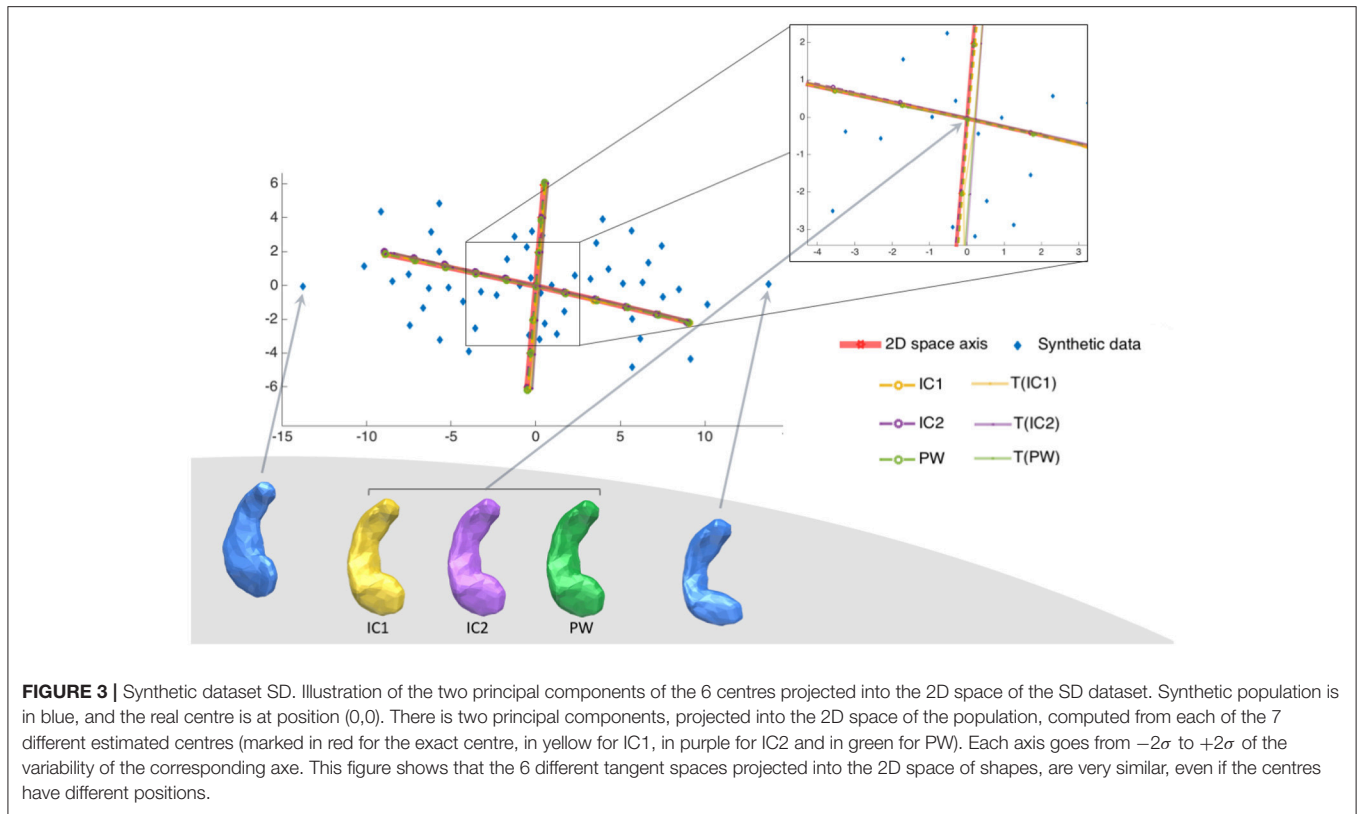 2
1
0
-1
-2
-3
-4 -3 -2 -1 0 1 2 3
6
4
2
0
-2
-4
-6
-15 -10 -5 0 5 10
2D space axis Synthetic data
IC1 T(IC1)
IC2 T(IC2)
PW T(PW)
IC1 IC2 PW
FIGURE 3 | Synthetic dataset SD. Illustration of the two principal components of the 6 centres projected into the 2D space of the SD dataset. Synthetic population is
in blue, and the real centre is at position (0,0). There is two principal components, projected into the 2D space of the population, computed from each of the 7
different estimated centres (marked in red for the exact centre, in yellow for IC1, in purple for IC2 and in green for PW). Each axis goes from −2σ to +2σ of the
variability of the corresponding axe. This figure shows that the 6 different tangent spaces projected into the 2D space of shapes, are very similar, even if the centres
have different positions.